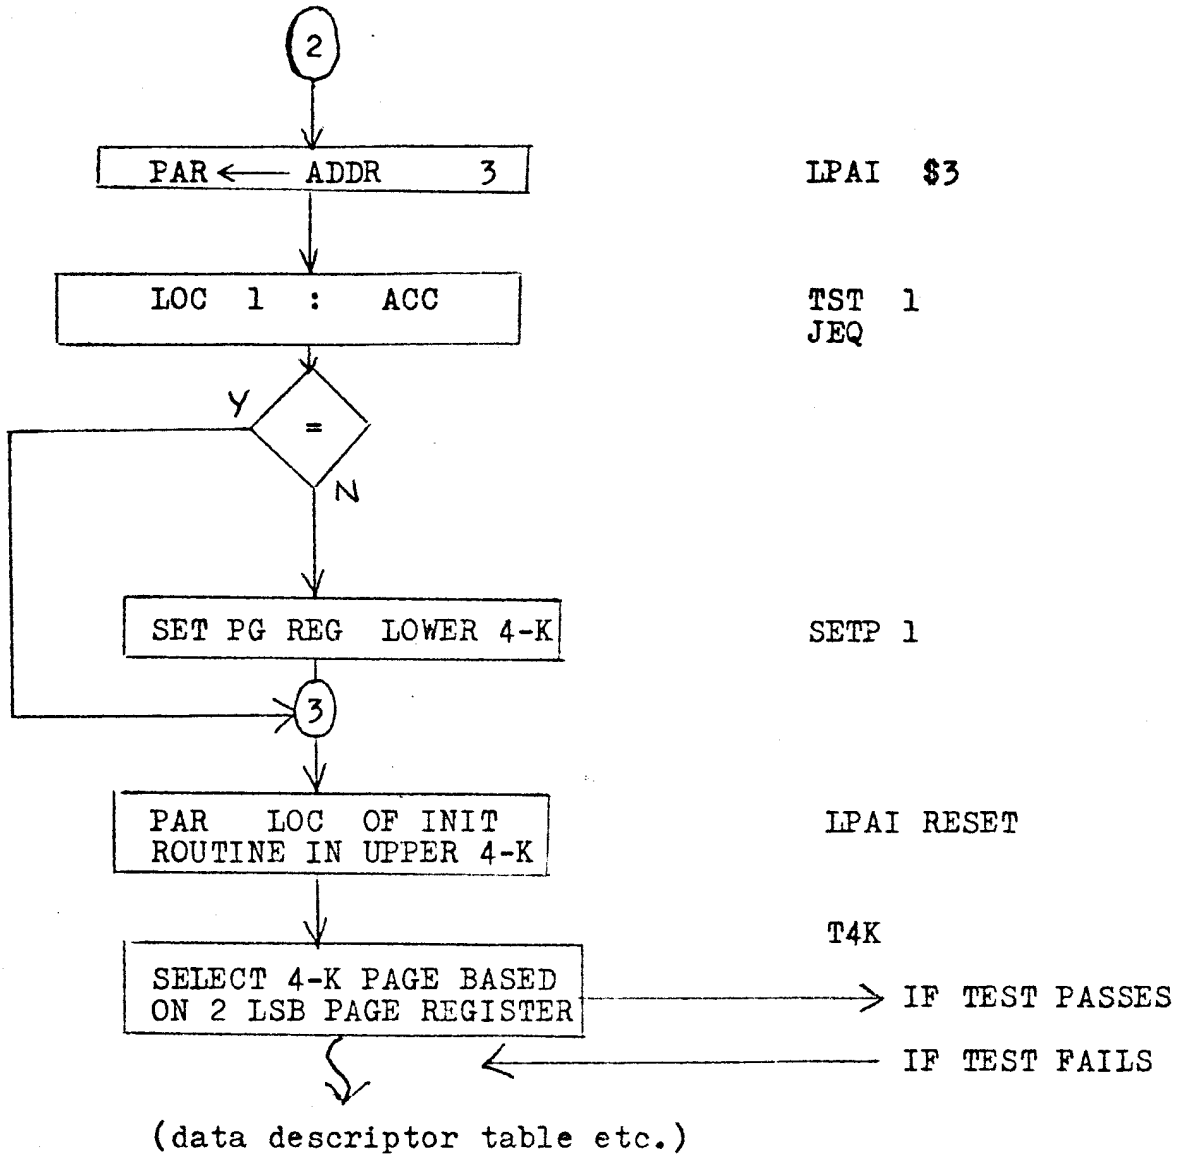 2
PAR ← ADDR 3
LPAI $3
LOC 1 : ACC
TST 1
JEQ
Y
=
N
SET PG REG LOWER 4-K
SETP 1
3
PAR LOC OF INIT
ROUTINE IN UPPER 4-K
LPAI RESET
T4K
SELECT 4-K PAGE BASED
ON 2 LSB PAGE REGISTER
IF TEST PASSES
IF TEST FAILS
(data descriptor table etc.)